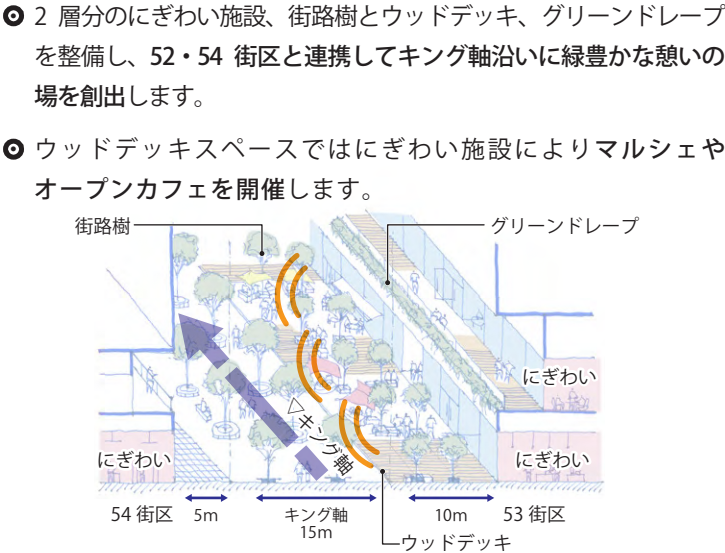 2 層分のにぎわい施設、街路樹とウッドデッキ、グリーンドレープ
を整備し、52・54 街区と連携してキング軸沿いに緑豊かな憩いの
場を創出します。
ウッドデッキスペースではにぎわい施設によりマルシェや
オープンカフェを開催します。
街路樹
グリーンドレープ
にぎわい
▽キング軸
にぎわい
にぎわい
54 街区
5m
キング軸
15m
10m
53 街区
ウッドデッキ